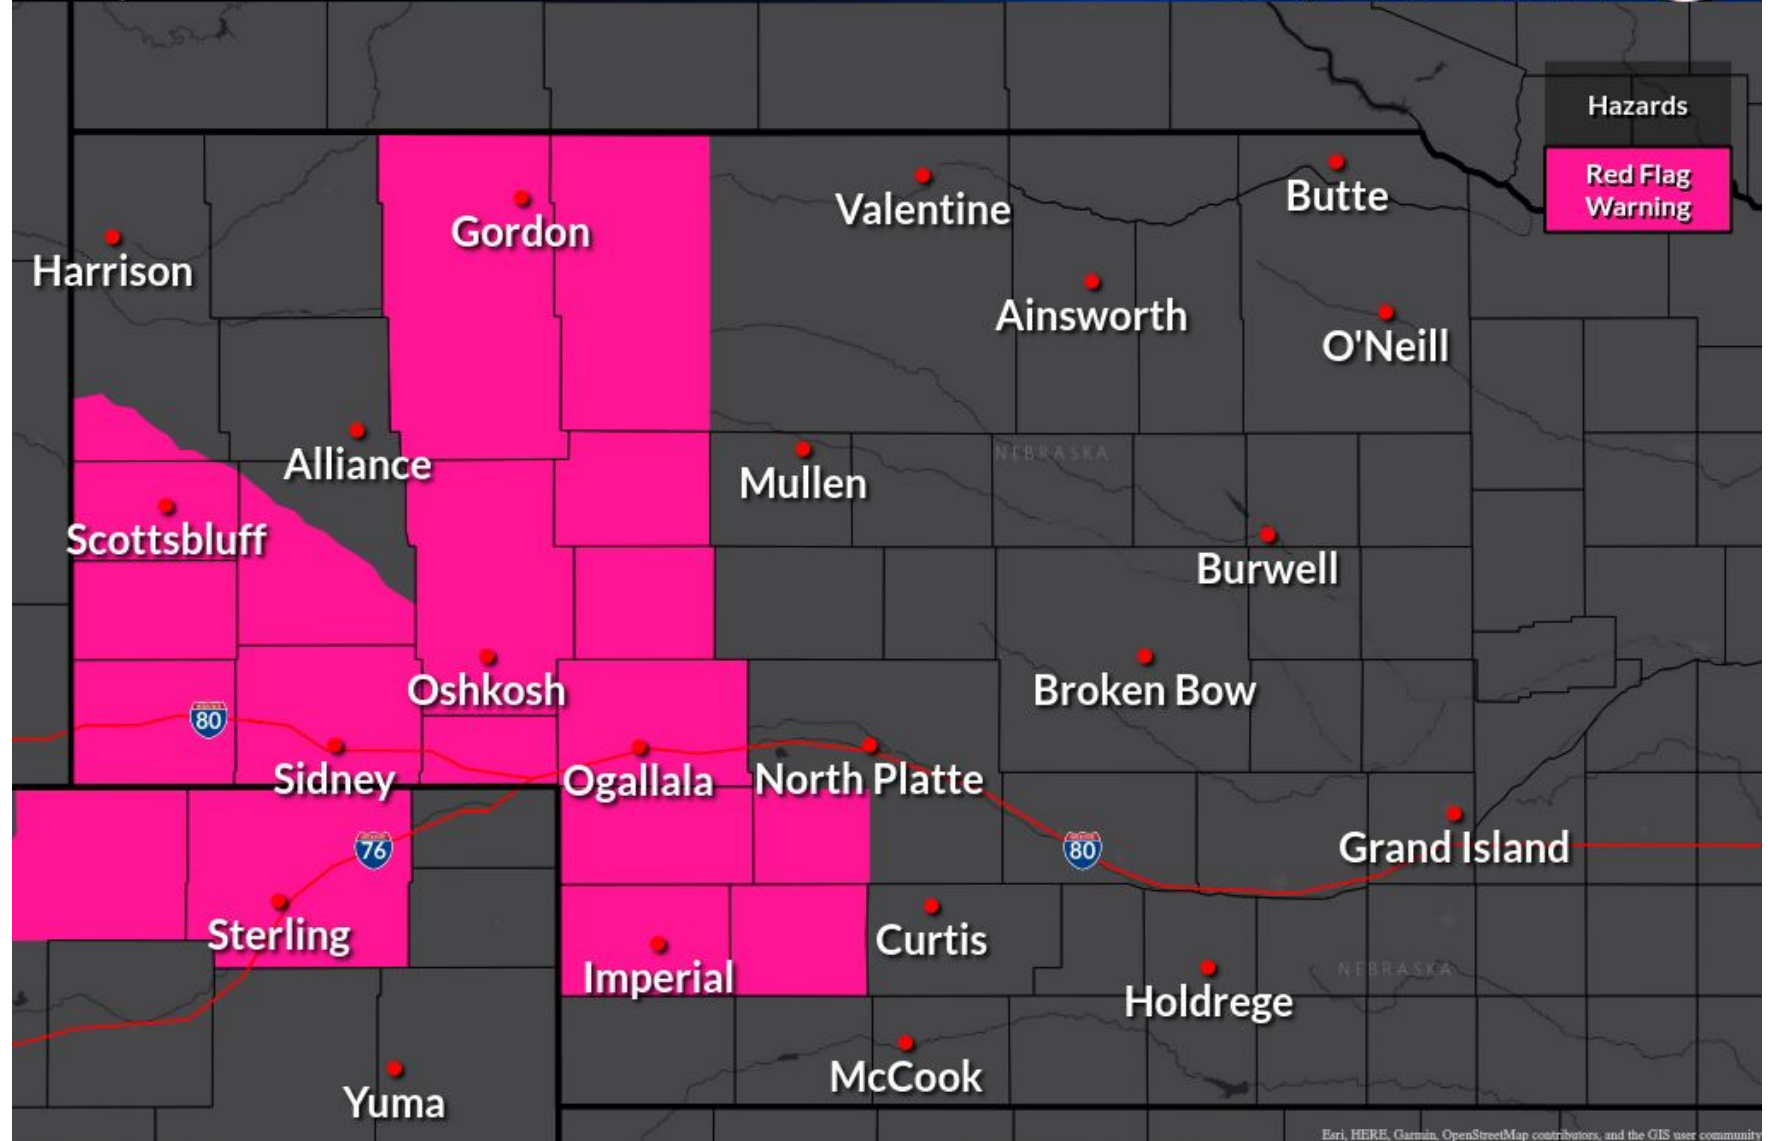 Hazards
Red Flag
Warning
Gordon
Valentine
Butte
Harrison
Ainsworth
O'Neill
Alliance
Mullen
NEBRASKA
Scottsbluff
Burwell
Oshkosh
Broken Bow
80
Sidney
Ogallala
North Platte
76
80
Grand Island
Sterling
Curtis
Imperial
NEBRASKA
Holdrege
McCook
Yuma
Esri, HERE, Garmin, OpenStreetMap contributors, and the GIS user community